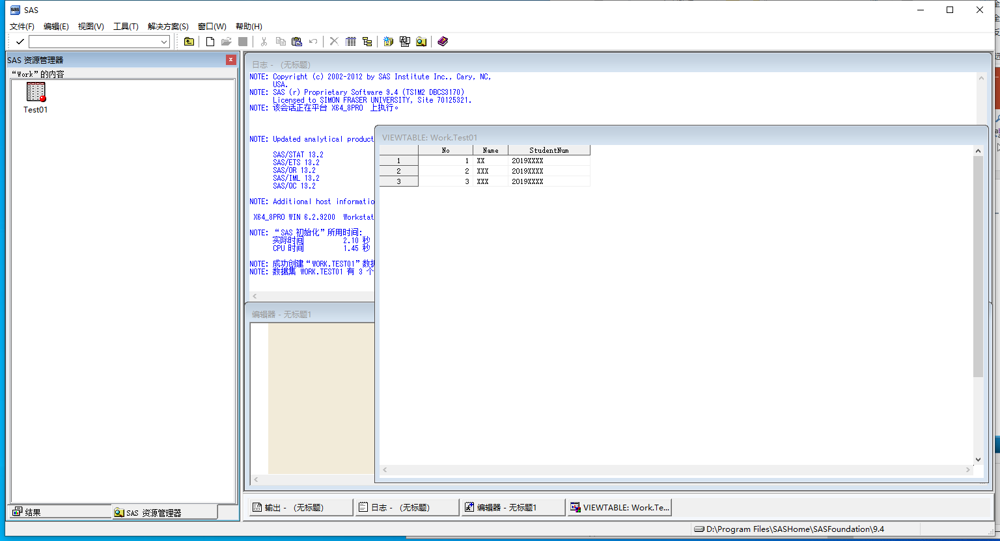 SAS
文件(F) 编辑(E) 视图(V) 工具(T) 解决方案(S) 窗口(W) 帮助(H)
SAS 资源管理器
“Work”的内容
Test01
日志 - (无标题)
NOTE: Copyright (c) 2002-2012 by SAS Institute Inc., Cary, NC,
USA.
NOTE: SAS (r) Proprietary Software 9.4 (TS1M2 DBCS3170)
Licensed to SIMON FRASER UNIVERSITY, Site 70125321.
NOTE: 该会话正在平台 X64_8PRO 上执行。
NOTE: Updated analytical product
SAS/STAT 13.2
SAS/ETS 13.2
SAS/OR 13.2
SAS/IML 13.2
SAS/QC 13.2
NOTE: Additional host informatio
X64_8PRO WIN 6.2.9200 Workstat
NOTE: “SAS 初始化”所用时间:
实际时间 2.10 秒
CPU 时间 1.45 秒
NOTE: 成功创建“WORK.TEST01”数据
NOTE: 数据集 WORK.TEST01 有 3 个
VIEWTABLE: Work.Test01
No Name StudentNum
1 1 XX 2019XXXX
2 2 XXX 2019XXXX
3 3 XXX 2019XXXX
编辑器 - 无标题1
结果
SAS 资源管理器
输出 - (无标题)
日志 - (无标题)
编辑器 - 无标题1
VIEWTABLE: Work.Te...
D:\Program Files\SASHome\SASFoundation\9.4